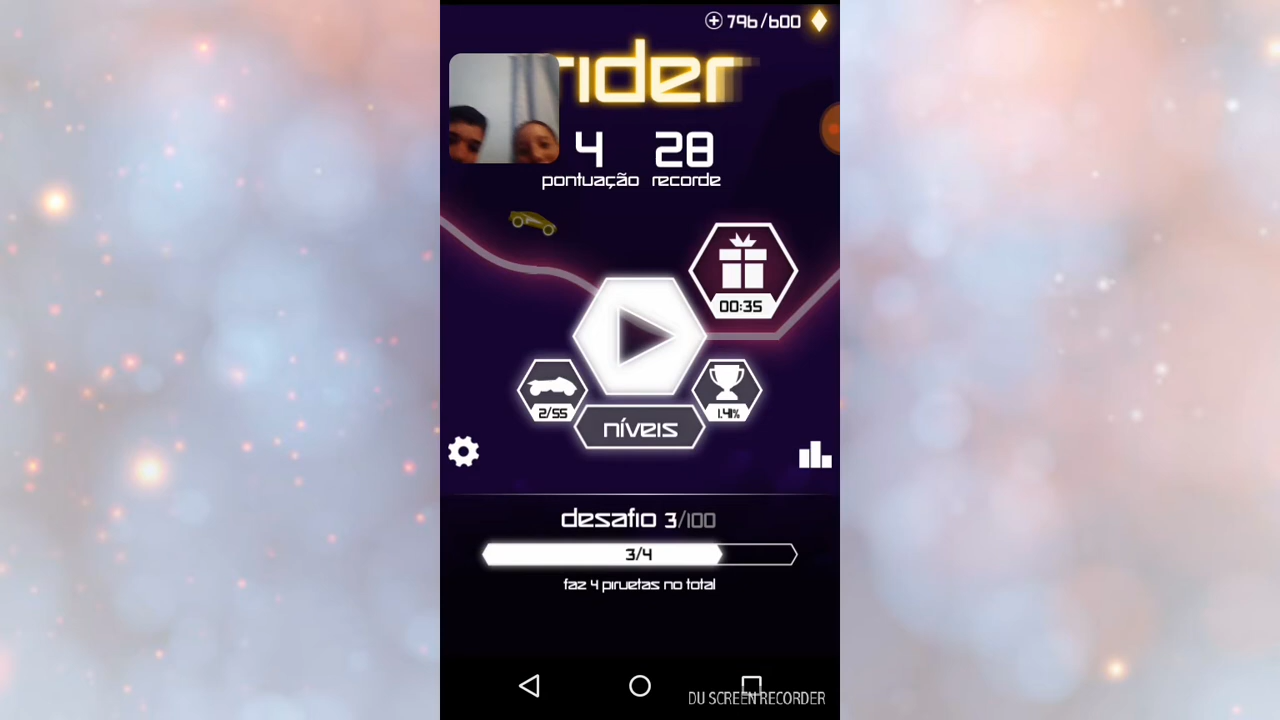 796/600
rider
4 28
pontuação recorde
00:35
2/55
1.41%
níveis
desafio 3/100
3/4
faz 4 piruetas no total
DU SCREEN RECORDER